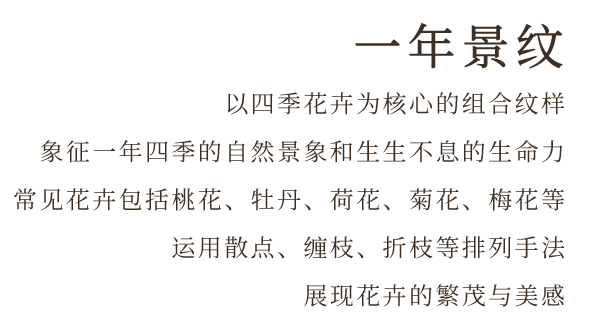 一年景纹
以四季花卉为核心的组合纹样
象征一年四季的自然景象和生生不息的生命力
常见花卉包括桃花、牡丹、荷花、菊花、梅花等
运用散点、缠枝、折枝等排列手法
展现花卉的繁茂与美感